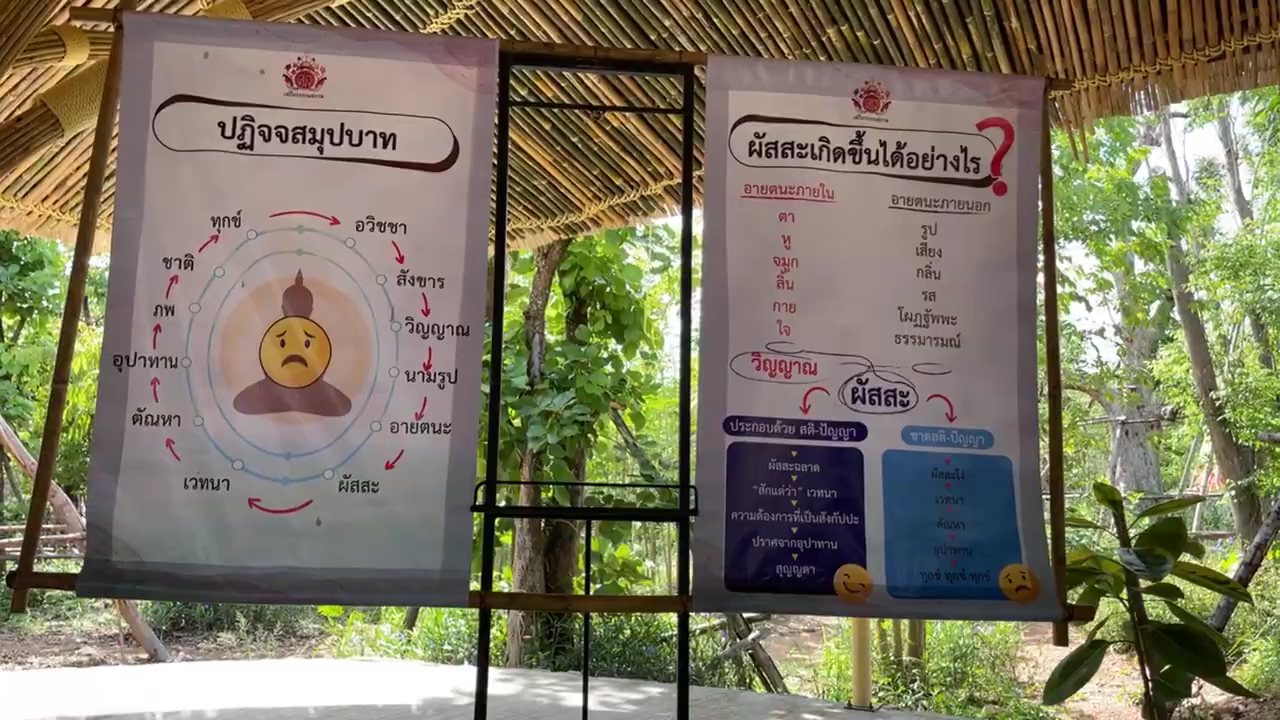 ปฏิจจสมุปบาท
ทุกข์
อวิชชา
ชาติ
สังขาร
ภพ
วิญญาณ
อุปาทาน
นามรูป
ตัณหา
อายตนะ
เวทนา
ผัสสะ
ผัสสะเกิดขึ้นได้อย่างไร?
อายตนะภายใน
อายตนะภายนอก
ตา
รูป
หู
เสียง
จมูก
กลิ่น
ลิ้น
รส
กาย
โผฏฐัพพะ
ใจ
ธรรมารมณ์
วิญญาณ
ผัสสะ
ประกอบด้วย สติ-ปัญญา
ผัสสะฉลาด
"สักแต่ว่า" เวทนา
ความต้องการที่เป็นสังกัปปะ
ปราศจากอุปาทาน
สุญญตา
ขาดสติ-ปัญญา
ผัสสะโง่
เวทนา
ตัณหา
อุปาทาน
ทุกข์ ทุกข์ ทุกข์